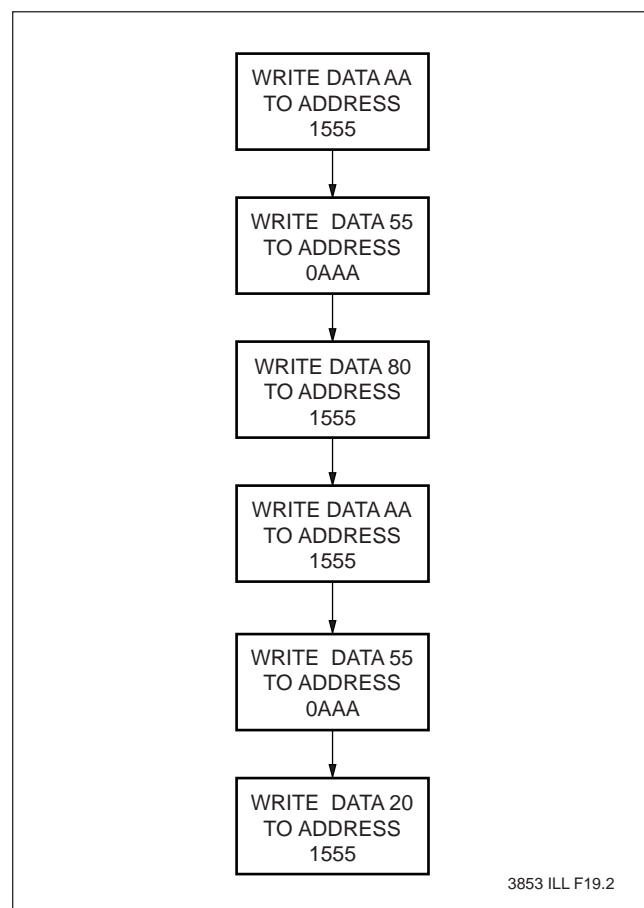 WRITE DATA AA
TO ADDRESS
1555
WRITE DATA 55
TO ADDRESS
0AAA
WRITE DATA 80
TO ADDRESS
1555
WRITE DATA AA
TO ADDRESS
1555
WRITE DATA 55
TO ADDRESS
0AAA
WRITE DATA 20
TO ADDRESS
1555
3853 ILL F19.2